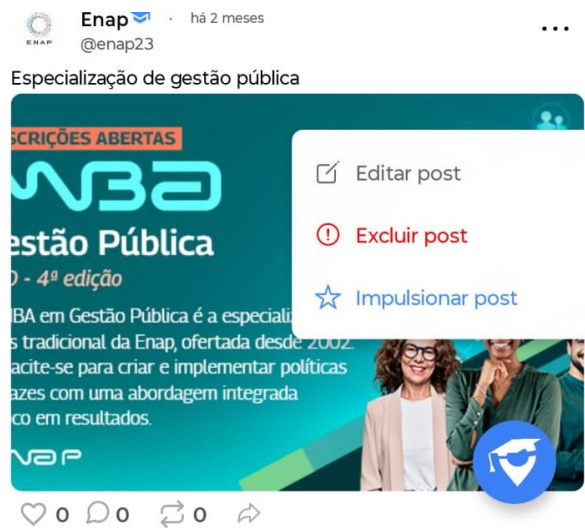 Enap · há 2 meses
@enap23
Especialização de gestão pública
SCRIÇÕES ABERTAS
MBA
estão Pública
O - 4ª edição
Editar post
Excluir post
Impulsionar post
BA em Gestão Pública é a especiali
s tradicional da Enap, ofertada desde 2002.
acite-se para criar e implementar políticas
azes com uma abordagem integrada
co em resultados.
ENAP
0 0 0